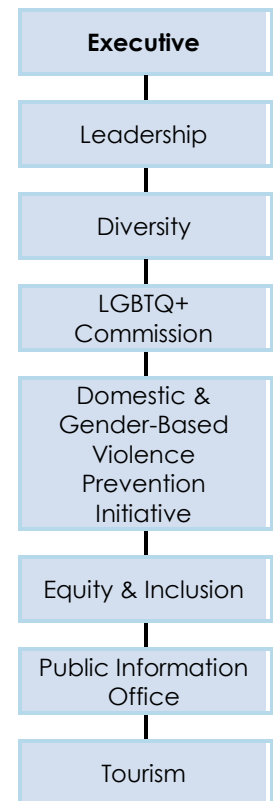 Executive
Leadership
Diversity
LGBTQ+
Commission
Domestic &
Gender-Based
Violence
Prevention
Initiative
Equity & Inclusion
Public Information
Office
Tourism